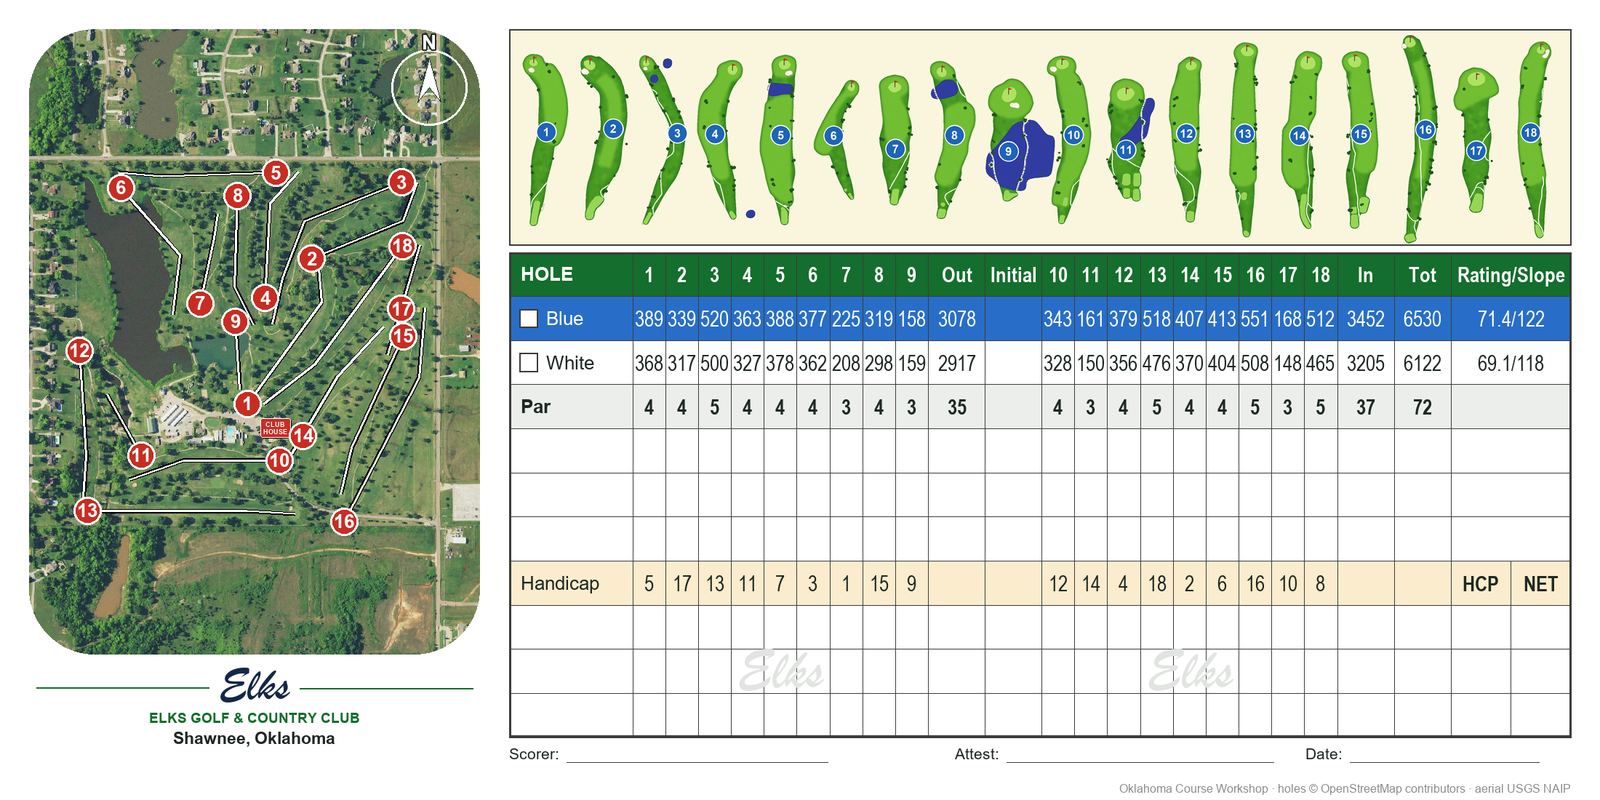 N
5
6
8
3
18
2
4
7
17
9
15
12
1
CLUB
HOUSE
14
11
10
13
16
Elks
ELKS GOLF & COUNTRY CLUB
Shawnee, Oklahoma
1 2 3 4 5 6 7 8 9 10 11 12 13 14 15 16 17 18
HOLE 1 2 3 4 5 6 7 8 9 Out Initial 10 11 12 13 14 15 16 17 18 In Tot Rating/Slope
Blue 389 339 520 363 388 377 225 319 158 3078 343 161 379 518 407 413 551 168 512 3452 6530 71.4/122
White 368 317 500 327 378 362 208 298 159 2917 328 150 356 476 370 404 508 148 465 3205 6122 69.1/118
Par 4 4 5 4 4 4 3 4 3 35 4 3 4 5 4 4 5 3 5 37 72
Handicap 5 17 13 11 7 3 1 15 9 12 14 4 18 2 6 16 10 8 HCP NET
Elks Elks
Scorer: Attest: Date:
Oklahoma Course Workshop · holes © OpenStreetMap contributors · aerial USGS NAIP